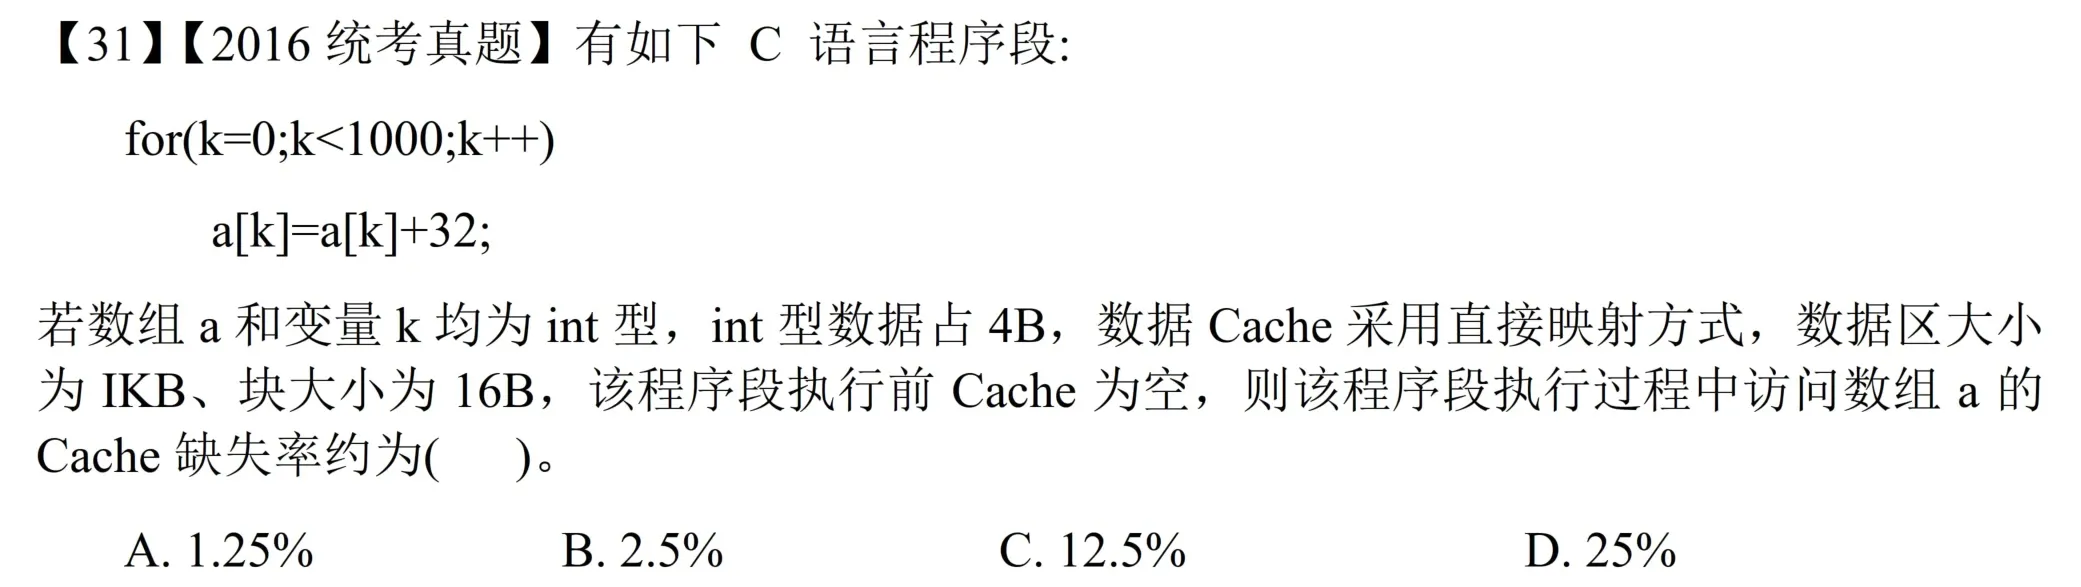 【31】【2016 统考真题】有如下 C 语言程序段:
for(k=0;k<1000;k++)
a[k]=a[k]+32;
若数组 a 和变量 k 均为 int 型，int 型数据占 4B，数据 Cache 采用直接映射方式，数据区大小
为 IKB、块大小为 16B，该程序段执行前 Cache 为空，则该程序段执行过程中访问数组 a 的
Cache 缺失率约为( )。
A. 1.25% B. 2.5% C. 12.5% D. 25%